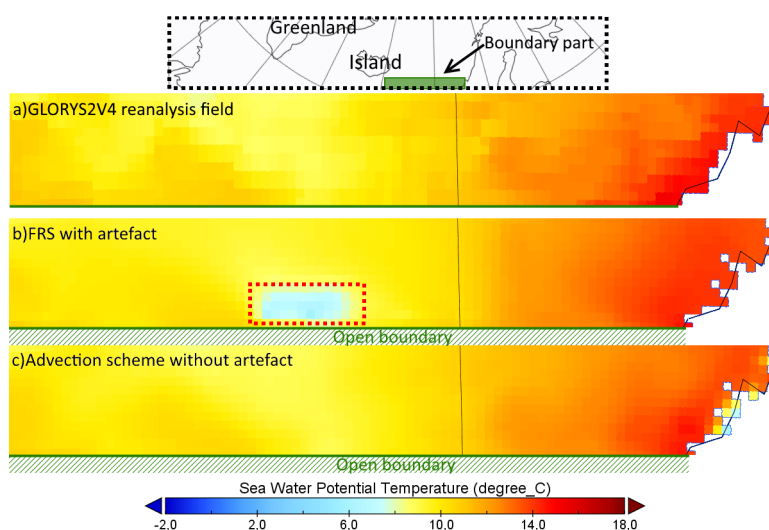 Greenland
Island
Boundary part
a)GLORYS2V4 reanalysis field
b)FRS with artefact
Open boundary
c)Advection scheme without artefact
Open boundary
Sea Water Potential Temperature (degree_C)
-2.0 2.0 6.0 10.0 14.0 18.0